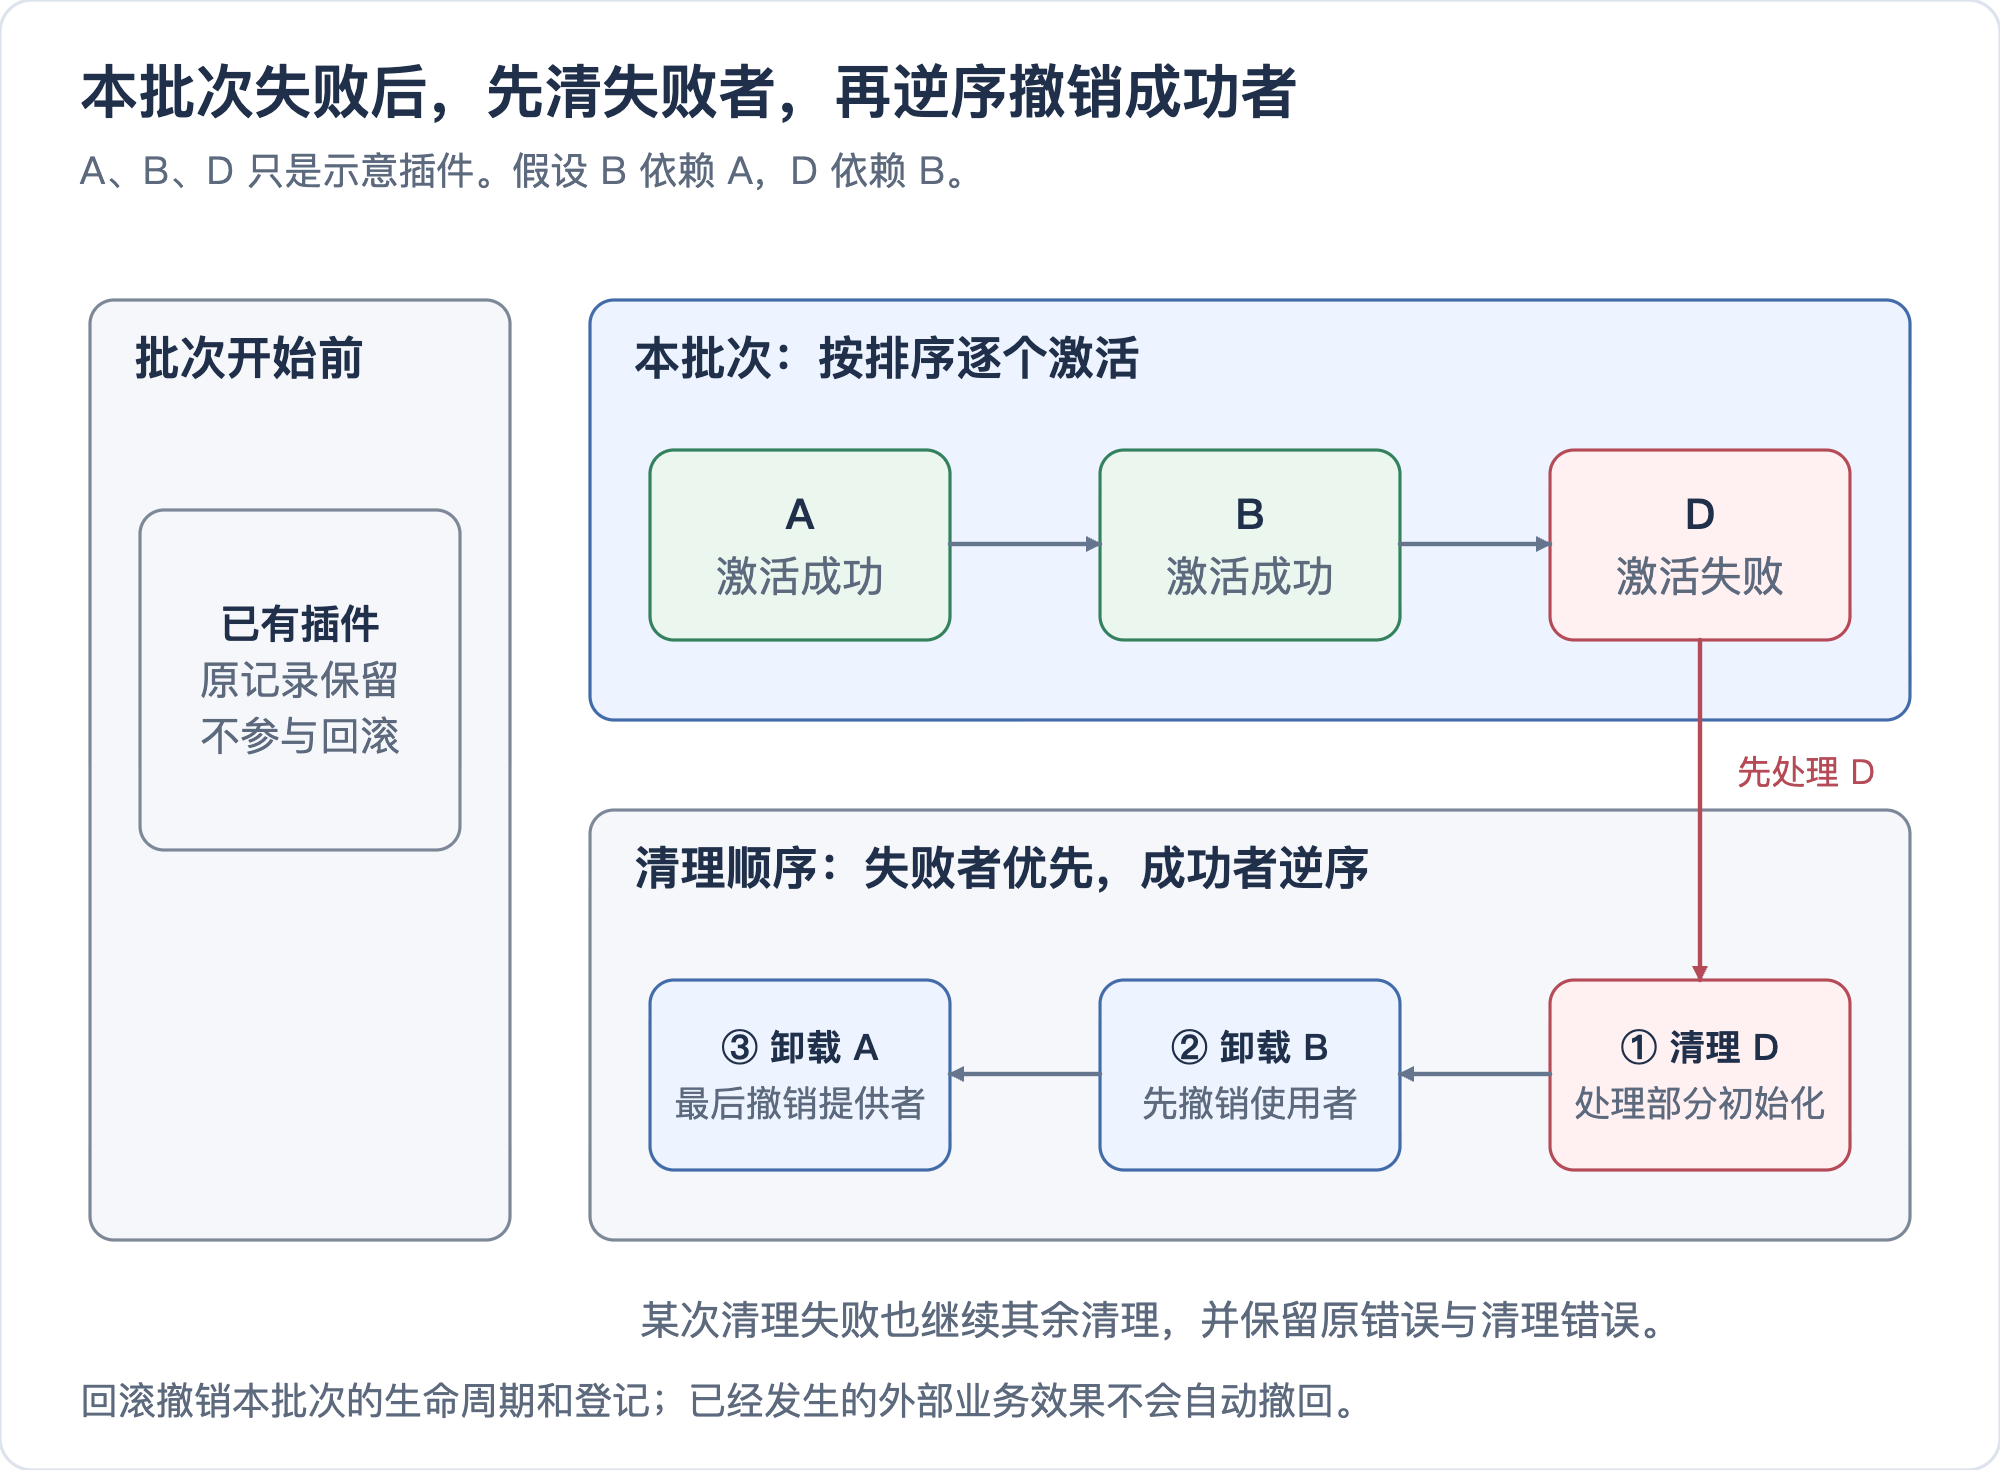 本批次失败后，先清失败者，再逆序撤销成功者
A、B、D 只是示意插件。假设 B 依赖 A，D 依赖 B。
批次开始前
已有插件
原记录保留
不参与回滚
本批次：按排序逐个激活
A
激活成功
B
激活成功
D
激活失败
先处理 D
清理顺序：失败者优先，成功者逆序
③ 卸载 A
最后撤销提供者
② 卸载 B
先撤销使用者
① 清理 D
处理部分初始化
某次清理失败也继续其余清理，并保留原错误与清理错误。
回滚撤销本批次的生命周期和登记；已经发生的外部业务效果不会自动撤回。